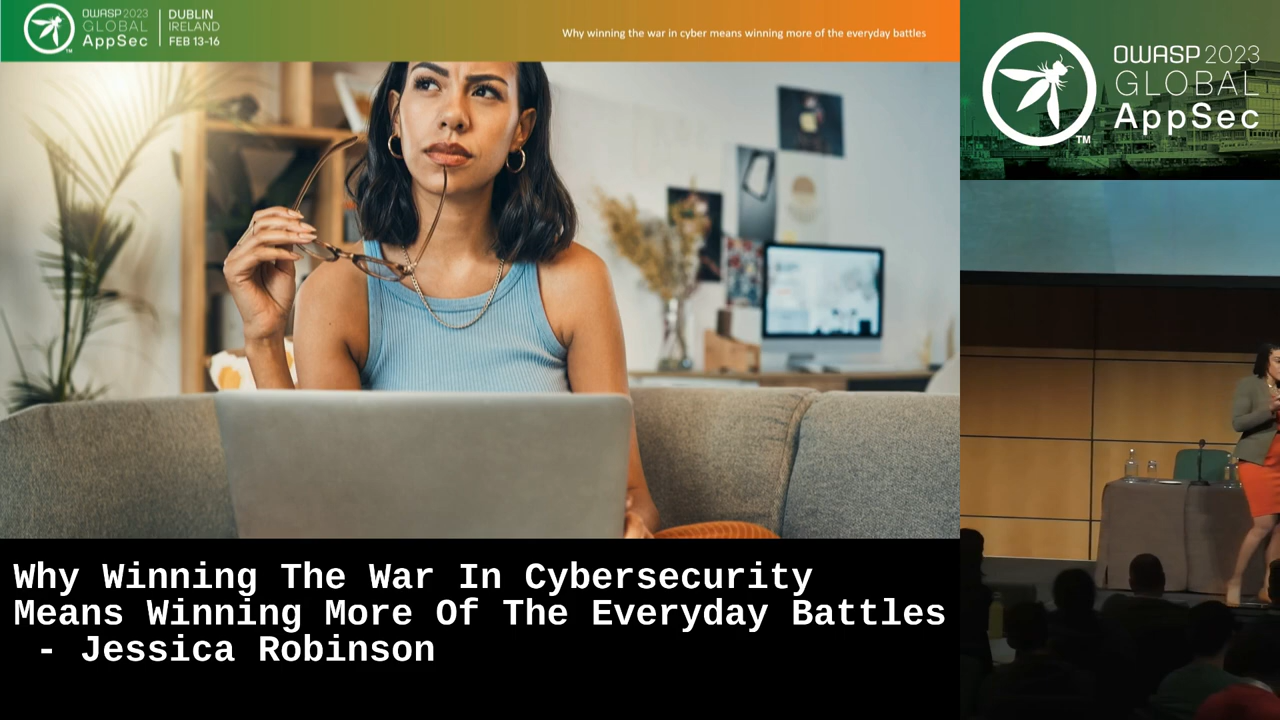 OWASP 2023
GLOBAL
AppSec
TM
DUBLIN
IRELAND
FEB 13-16
Why winning the war in cyber means winning more of the everyday battles
OWASP 2023
GLOBAL
AppSec
TM
Why Winning The War In Cybersecurity
Means Winning More Of The Everyday Battles
- Jessica Robinson